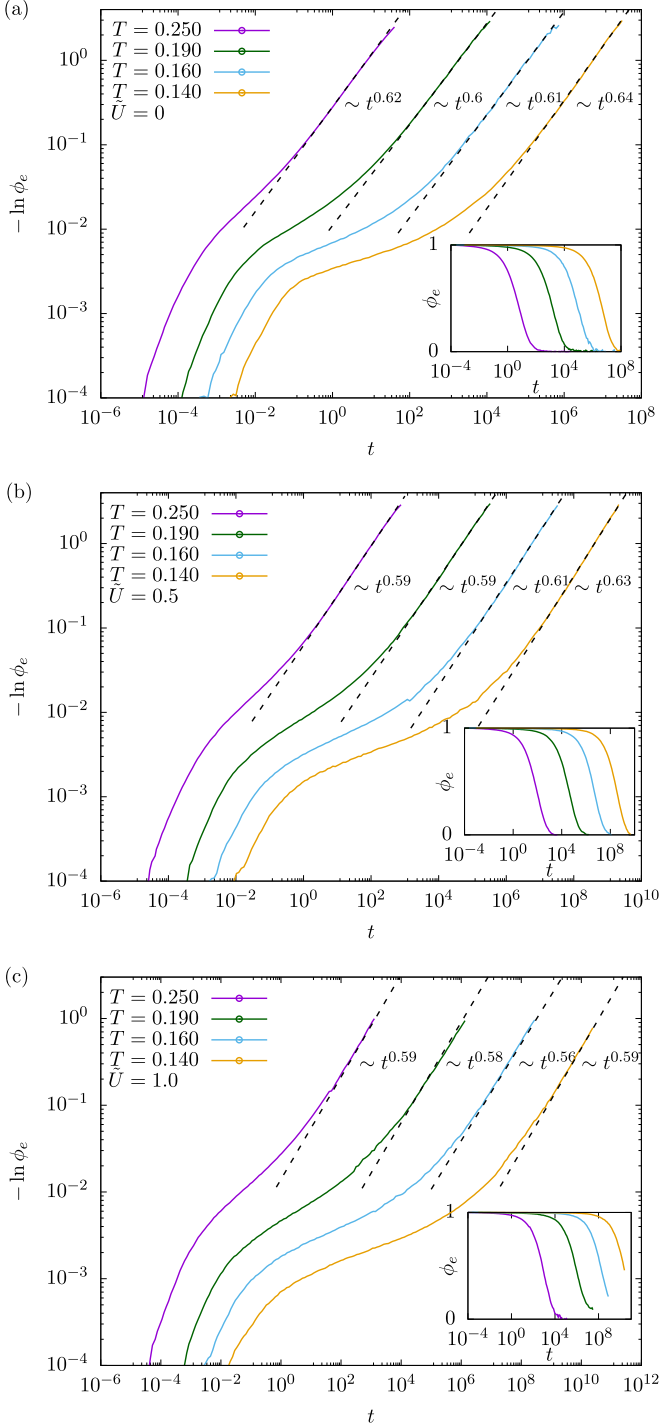 (a)
T = 0.250
T = 0.190
T = 0.160
T = 0.140
Ũ = 0
∼ t^0.62
∼ t^0.6
∼ t^0.61
∼ t^0.64
− ln ϕ_e
10^0
10^−1
10^−2
10^−3
10^−4
10^−6
10^−4
10^−2
10^0
10^2
10^4
10^6
10^8
t
ϕ_e
1
0
10^−4
10^0
10^4
10^8
t
(b)
T = 0.250
T = 0.190
T = 0.160
T = 0.140
Ũ = 0.5
∼ t^0.59
∼ t^0.59
∼ t^0.61
∼ t^0.63
− ln ϕ_e
10^0
10^−1
10^−2
10^−3
10^−4
10^−6
10^−4
10^−2
10^0
10^2
10^4
10^6
10^8
10^10
t
ϕ_e
1
0
10^−4
10^0
10^4
10^8
t
(c)
T = 0.250
T = 0.190
T = 0.160
T = 0.140
Ũ = 1.0
∼ t^0.59
∼ t^0.58
∼ t^0.56
∼ t^0.59
− ln ϕ_e
10^0
10^−1
10^−2
10^−3
10^−4
10^−6
10^−4
10^−2
10^0
10^2
10^4
10^6
10^8
10^10
10^12
t
ϕ_e
1
0
10^−4
10^0
10^4
10^8
t